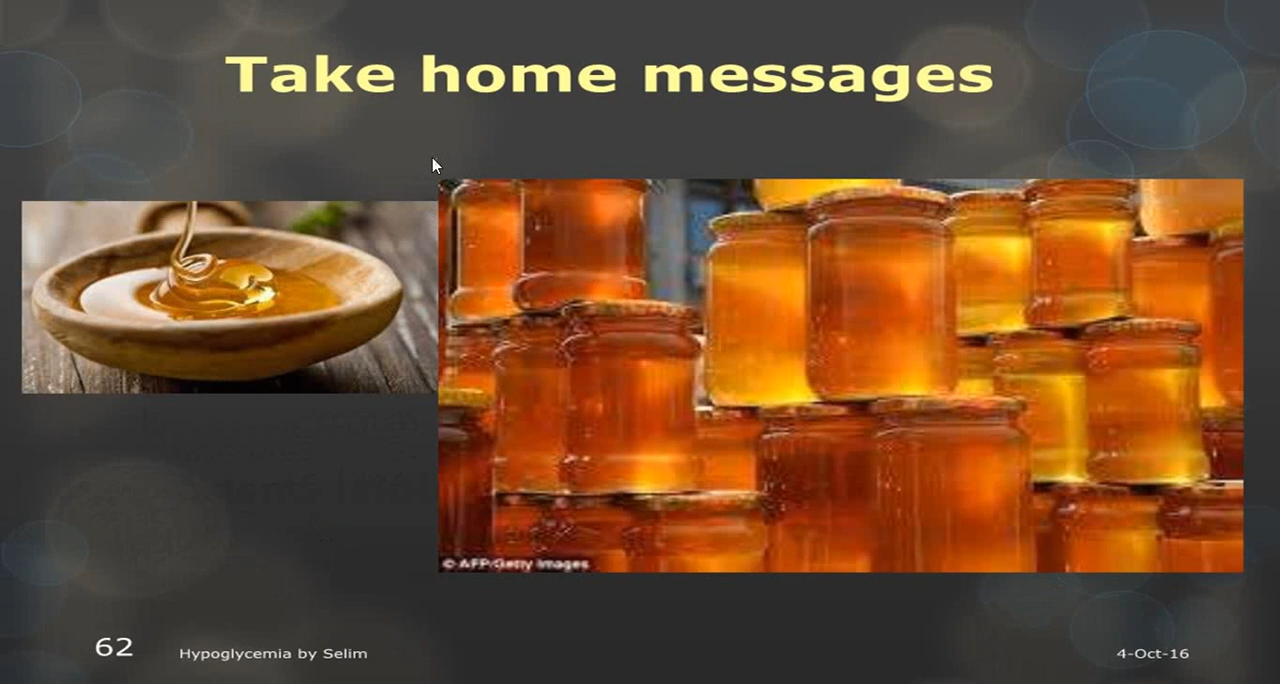 Take home messages
© AFP/Getty Images
62
Hypoglycemia by Selim
4-Oct-16